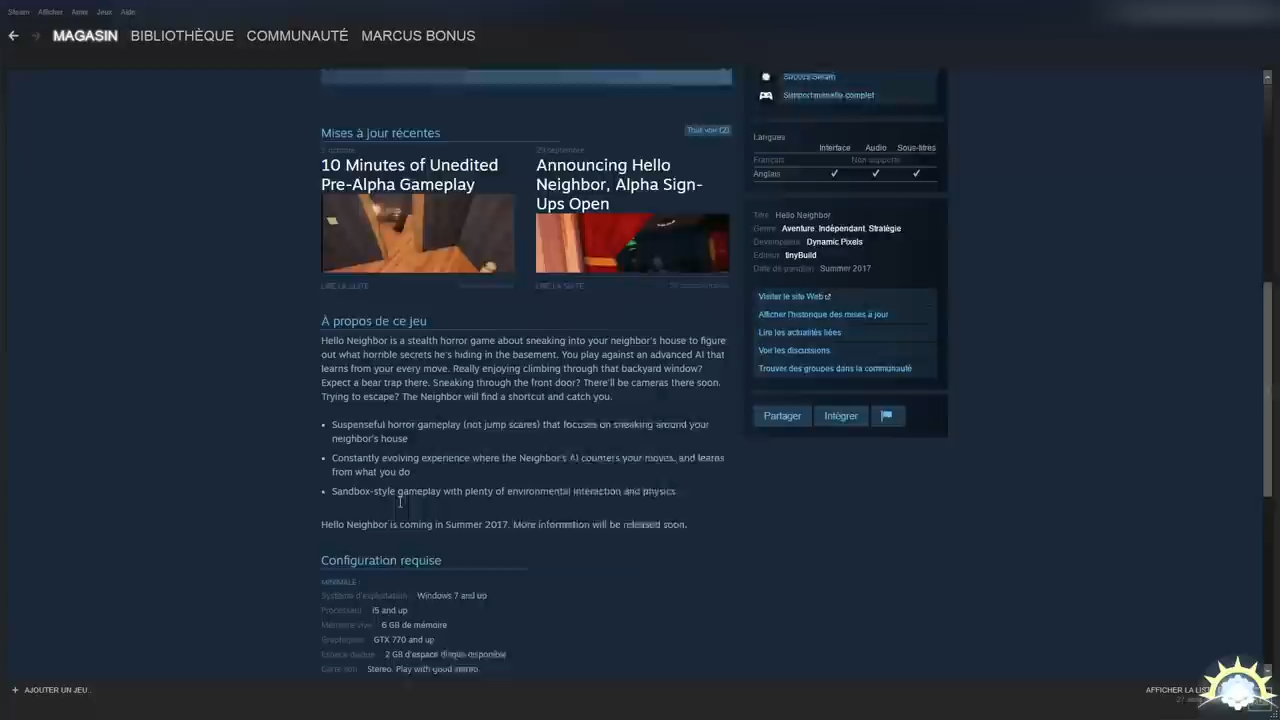 Steam Afficher Amis Jeux Aide
MAGASIN BIBLIOTHÈQUE COMMUNAUTÉ MARCUS BONUS
Support manette complet
Mises à jour récentes
Tout voir (2)
10 Minutes of Unedited
Pre-Alpha Gameplay
LIRE LA SUITE
29 septembre
Announcing Hello
Neighbor, Alpha Sign-
Ups Open
LIRE LA SUITE
À propos de ce jeu
Hello Neighbor is a stealth horror game about sneaking into your neighbor's house to figure
out what horrible secrets he's hiding in the basement. You play against an advanced AI that
learns from your every move. Really enjoying climbing through that backyard window?
Expect a bear trap there. Sneaking through the front door? There'll be cameras there soon.
Trying to escape? The Neighbor will find a shortcut and catch you.
• Suspenseful horror gameplay (not jump scares) that focuses on sneaking around your
neighbor's house
• Constantly evolving experience where the Neighbor's AI counters your moves, and learns
from what you do
• Sandbox-style gameplay with plenty of environmental interaction and physics
Hello Neighbor is coming in Summer 2017. More information will be released soon.
Configuration requise
MINIMALE :
Système d'exploitation: Windows 7 and up
Processeur: i5 and up
Mémoire vive: 6 GB de mémoire
Graphiques: GTX 770 and up
Espace disque: 2 GB d'espace disque disponible
Carte son: Stereo. Play with good
Langues
Interface Audio Sous-titres
Français Non supporté
Anglais ✓ ✓ ✓
Titre: Hello Neighbor
Genre: Aventure, Indépendant, Stratégie
Développeur: Dynamic Pixels
Éditeur: tinyBuild
Date de parution: Summer 2017
Visiter le site Web
Afficher l'historique des mises à jour
Lire les actualités liées
Voir les discussions
Trouver des groupes dans la communauté
Partager Intégrer
+ AJOUTER UN JEU...
AFFICHER LA